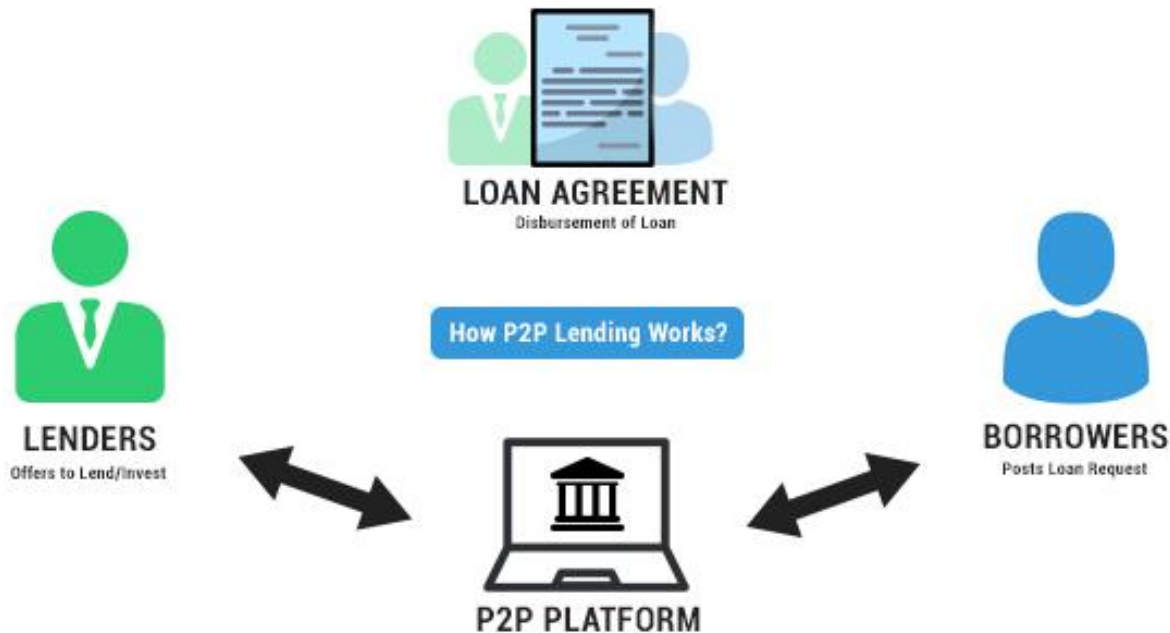 LOAN AGREEMENT
Disbursement of Loan
How P2P Lending Works?
LENDERS
Offers to Lend/Invest
BORROWERS
Posts Loan Request
P2P PLATFORM